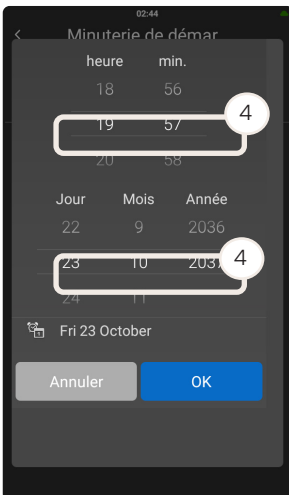 02:44
Minuterie de démar
heure min.
18 56
4
19 57
20 58
Jour Mois Année
22 9 2036
4
23 10 2037
24 11
Fri 23 October
Annuler OK